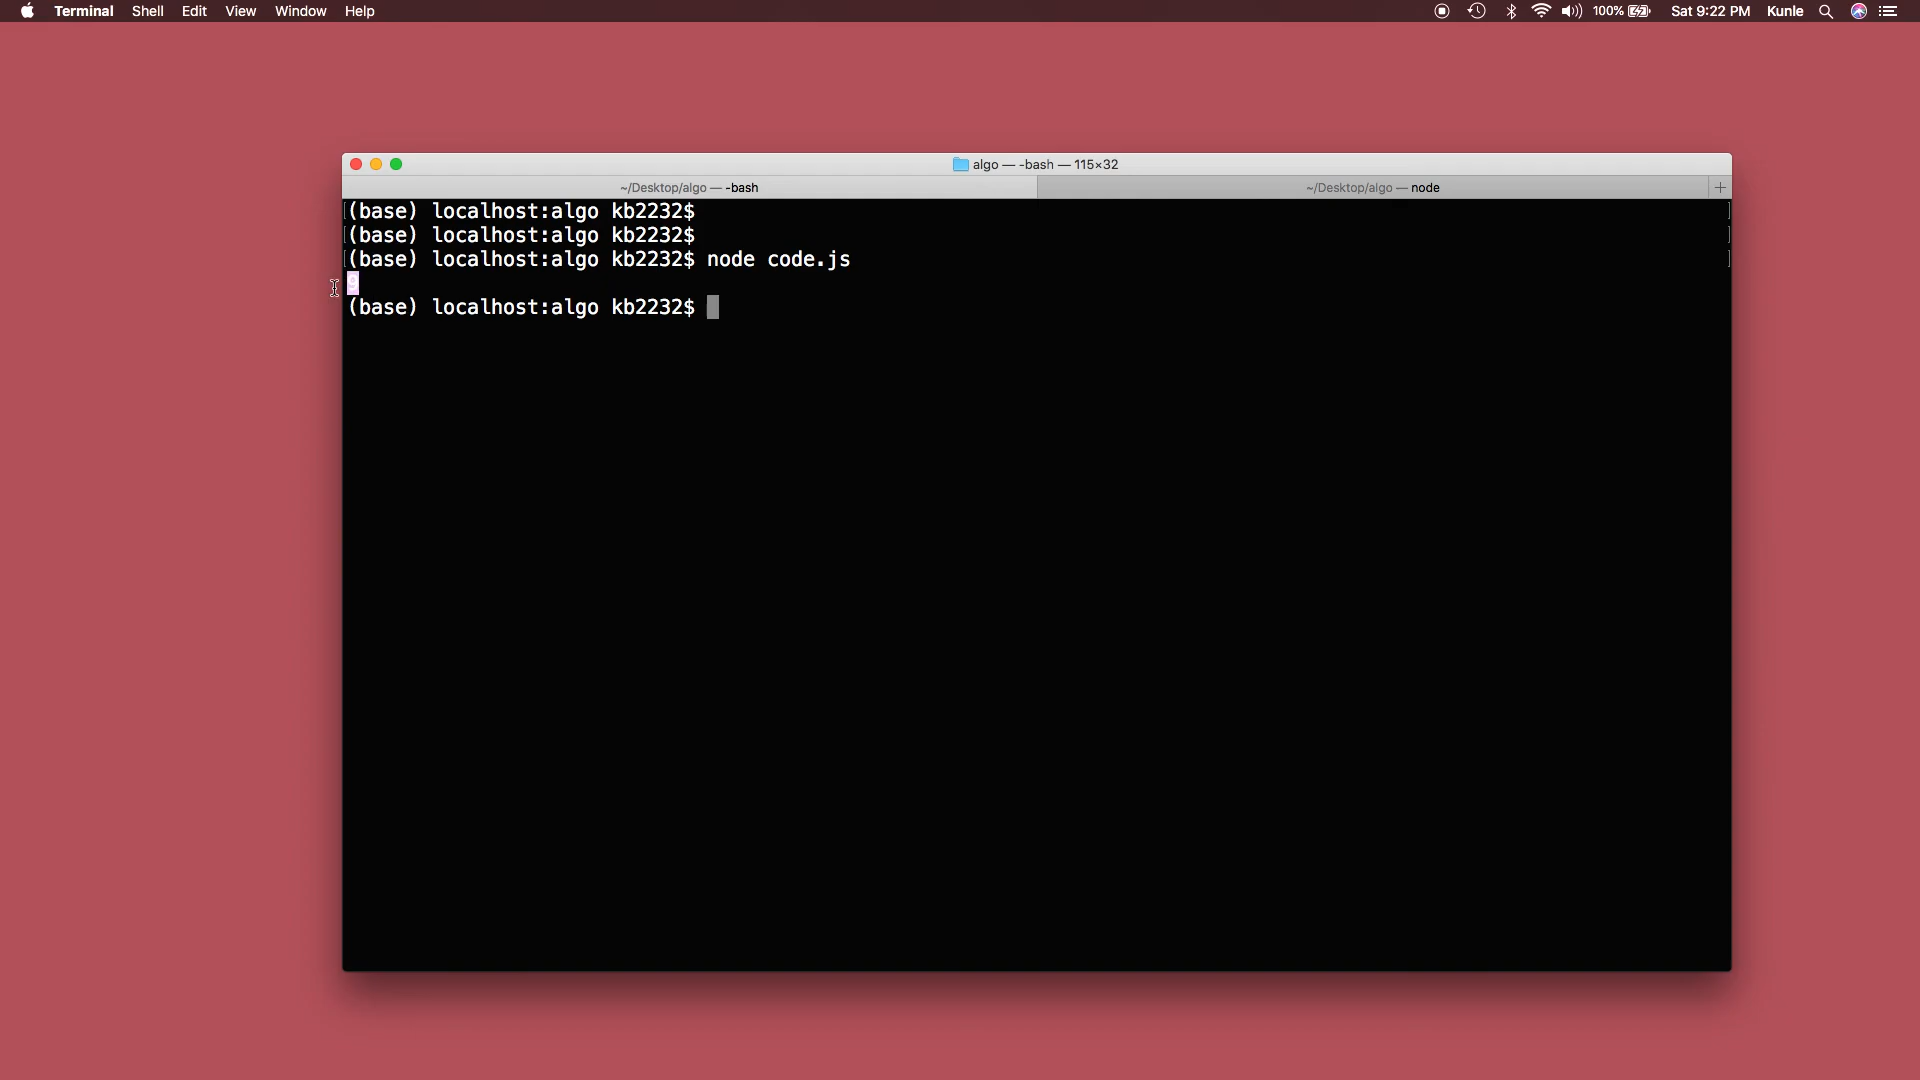 Terminal Shell Edit View Window Help 100% Sat 9:22 PM Kunle
algo — -bash — 115×32
~/Desktop/algo — -bash ~/Desktop/algo — node
(base) localhost:algo kb2232$
(base) localhost:algo kb2232$
(base) localhost:algo kb2232$ node code.js
9
(base) localhost:algo kb2232$